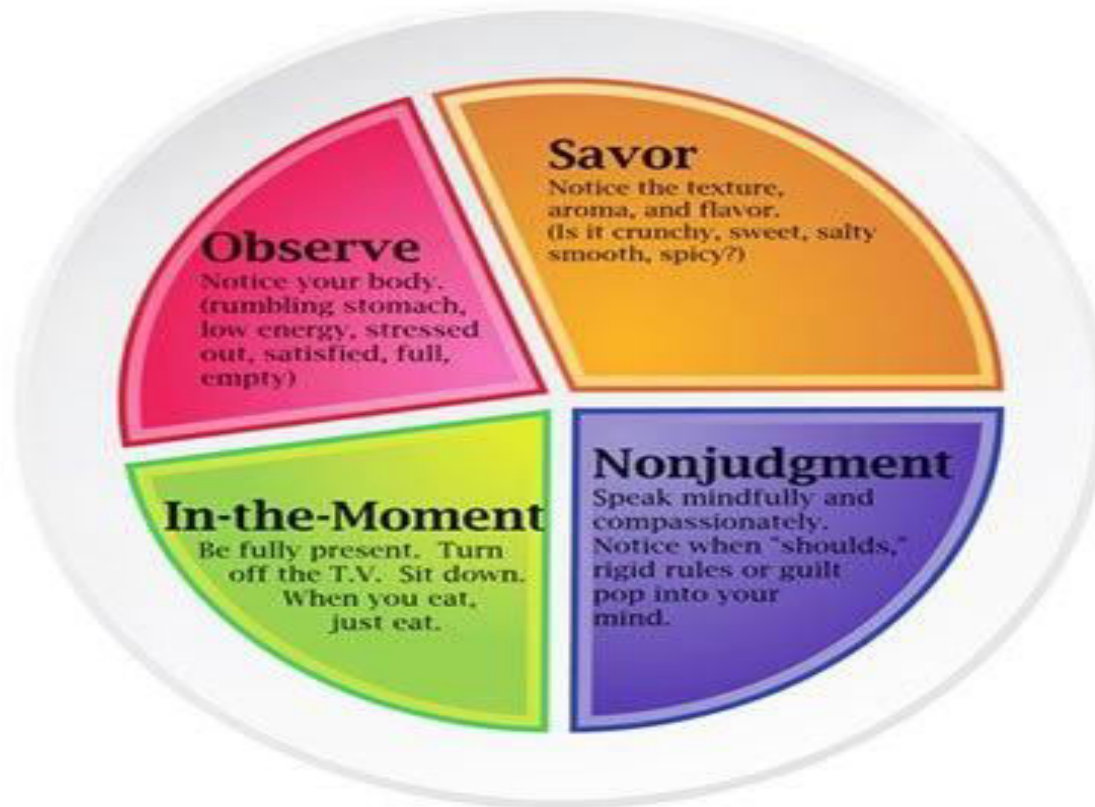 Observe
Notice your body.
(rumbling stomach,
low energy, stressed
out, satisfied, full,
empty)
Savor
Notice the texture,
aroma, and flavor.
(Is it crunchy, sweet, salty
smooth, spicy?)
In-the-Moment
Be fully present. Turn
off the T.V. Sit down.
When you eat,
just eat.
Nonjudgment
Speak mindfully and
compassionately.
Notice when "shoulds,"
rigid rules or guilt
pop into your
mind.